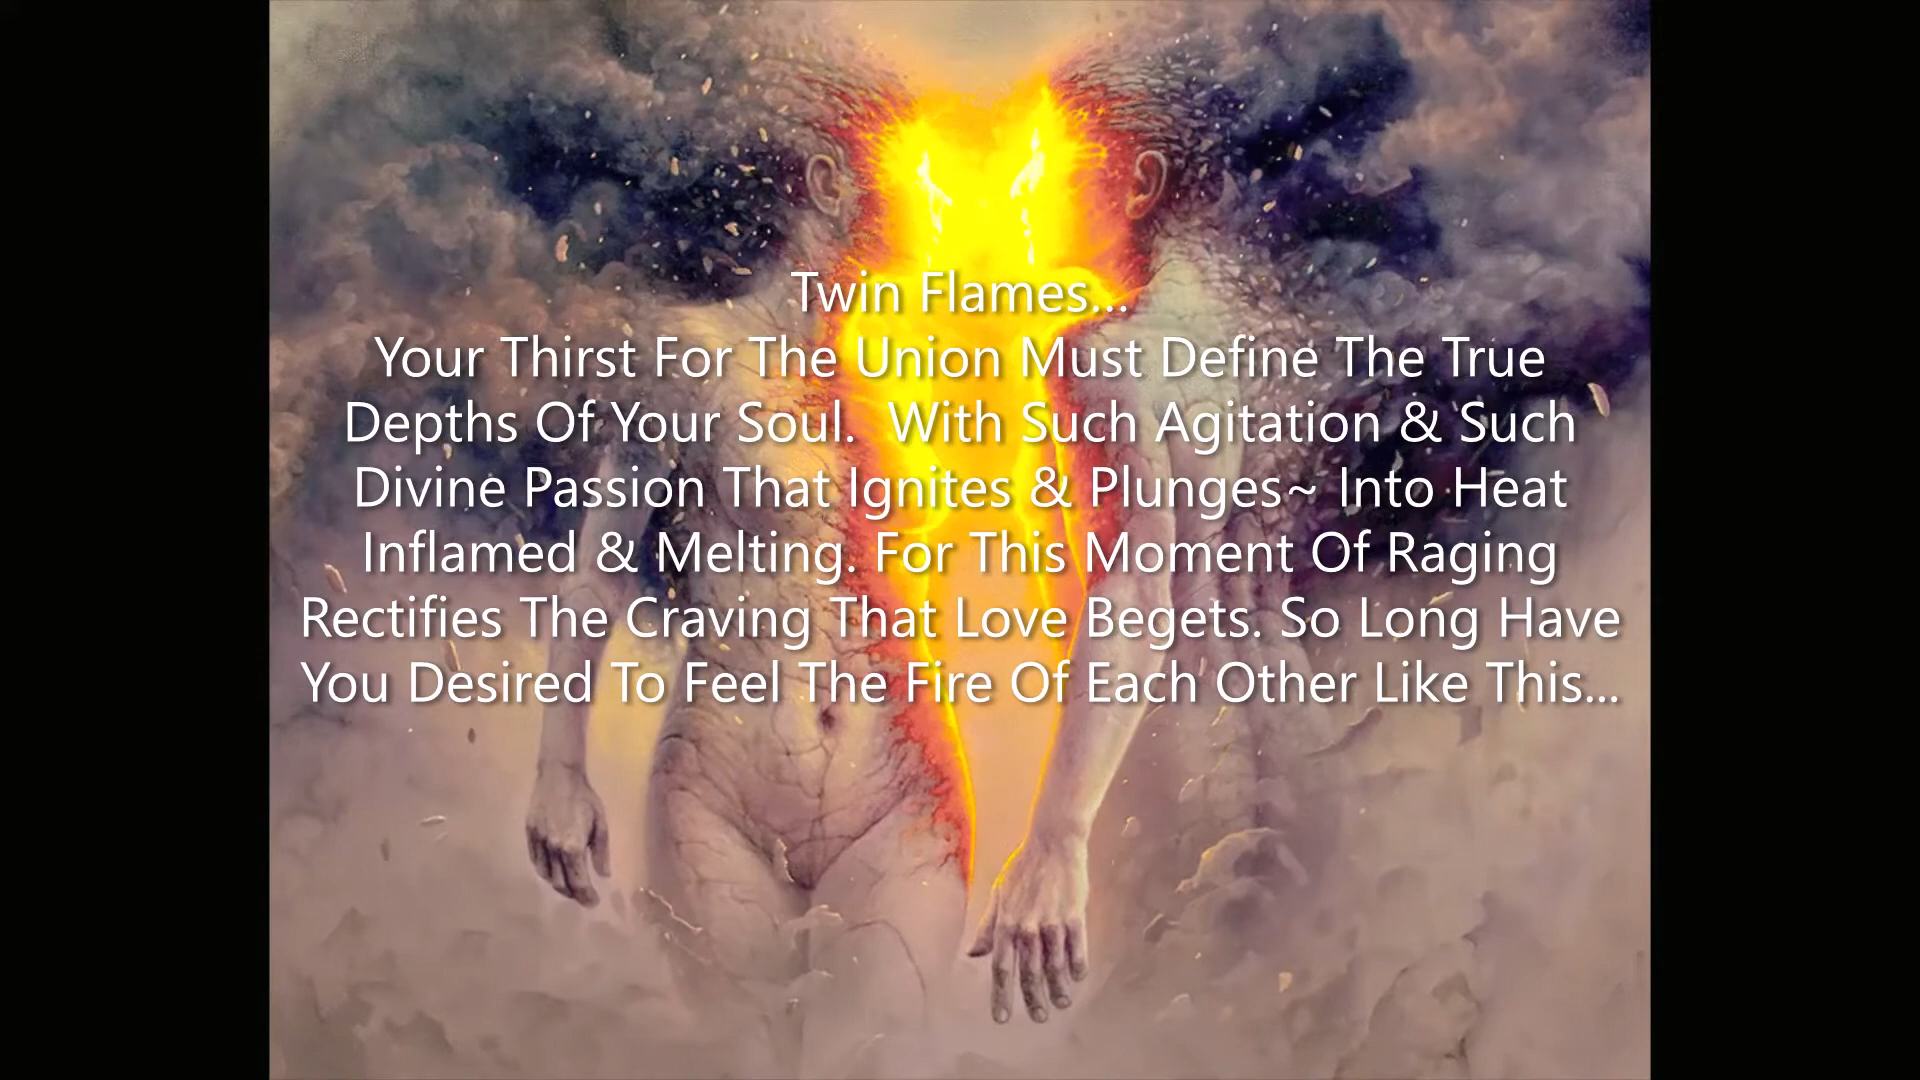 Twin Flames...
Your Thirst For The Union Must Define The True
Depths Of Your Soul.  With Such Agitation & Such
Divine Passion That Ignites & Plunges~ Into Heat
Inflamed & Melting. For This Moment Of Raging
Rectifies The Craving That Love Begets. So Long Have
You Desired To Feel The Fire Of Each Other Like This...